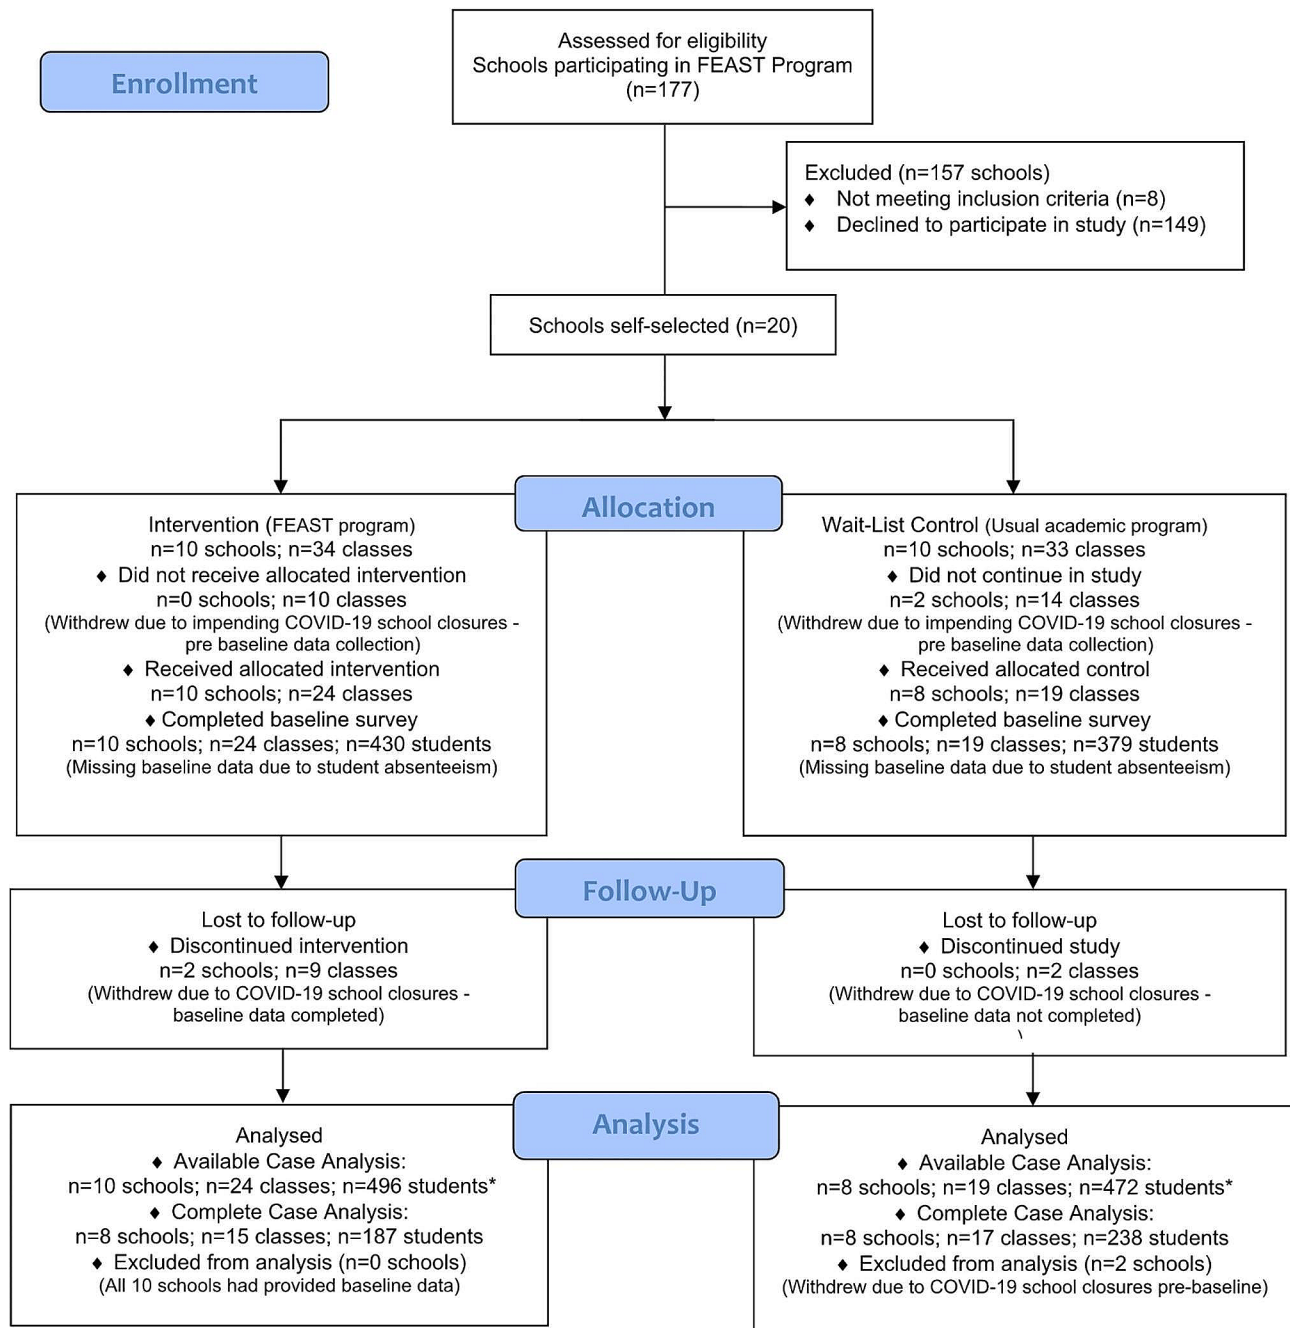 Enrollment
Assessed for eligibility
Schools participating in FEAST Program
(n=177)
Excluded (n=157 schools)
♦ Not meeting inclusion criteria (n=8)
♦ Declined to participate in study (n=149)
Schools self-selected (n=20)
Allocation
Intervention (FEAST program)
n=10 schools; n=34 classes
♦ Did not receive allocated intervention
n=0 schools; n=10 classes
(Withdrew due to impending COVID-19 school closures -
pre baseline data collection)
♦ Received allocated intervention
n=10 schools; n=24 classes
♦ Completed baseline survey
n=10 schools; n=24 classes; n=430 students
(Missing baseline data due to student absenteeism)
Wait-List Control (Usual academic program)
n=10 schools; n=33 classes
♦ Did not continue in study
n=2 schools; n=14 classes
(Withdrew due to impending COVID-19 school closures -
pre baseline data collection)
♦ Received allocated control
n=8 schools; n=19 classes
♦ Completed baseline survey
n=8 schools; n=19 classes; n=379 students
(Missing baseline data due to student absenteeism)
Follow-Up
Lost to follow-up
♦ Discontinued intervention
n=2 schools; n=9 classes
(Withdrew due to COVID-19 school closures -
baseline data completed)
Lost to follow-up
♦ Discontinued study
n=0 schools; n=2 classes
(Withdrew due to COVID-19 school closures -
baseline data not completed)
\
Analysis
Analysed
♦ Available Case Analysis:
n=10 schools; n=24 classes; n=496 students*
♦ Complete Case Analysis:
n=8 schools; n=15 classes; n=187 students
♦ Excluded from analysis (n=0 schools)
(All 10 schools had provided baseline data)
Analysed
♦ Available Case Analysis:
n=8 schools; n=19 classes; n=472 students*
♦ Complete Case Analysis:
n=8 schools; n=17 classes; n=238 students
♦ Excluded from analysis (n=2 schools)
(Withdrew due to COVID-19 school closures pre-baseline)